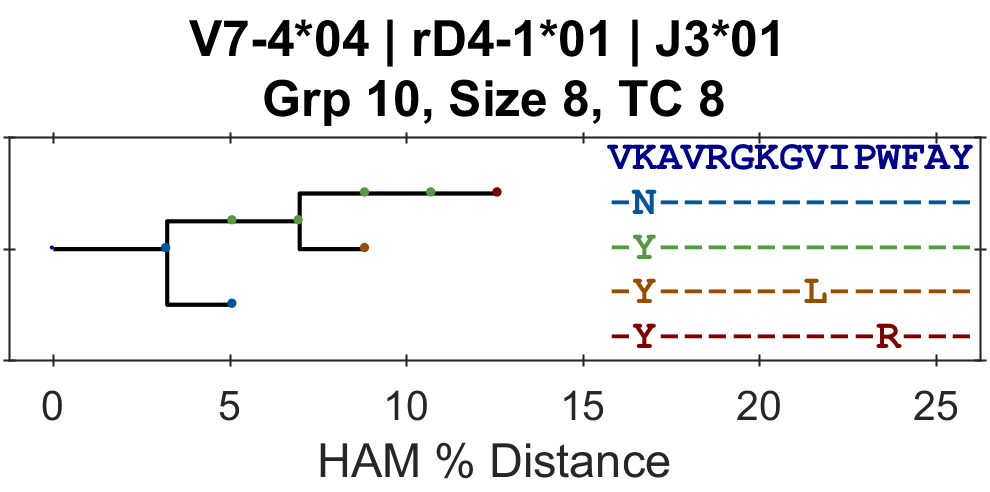 V7-4*04 | rD4-1*01 | J3*01
Grp 10, Size 8, TC 8
VKAVRGKGVIPWFAY
-N-------------
-Y-------------
-Y------L------
-Y---------R---
0 5 10 15 20 25
HAM % Distance